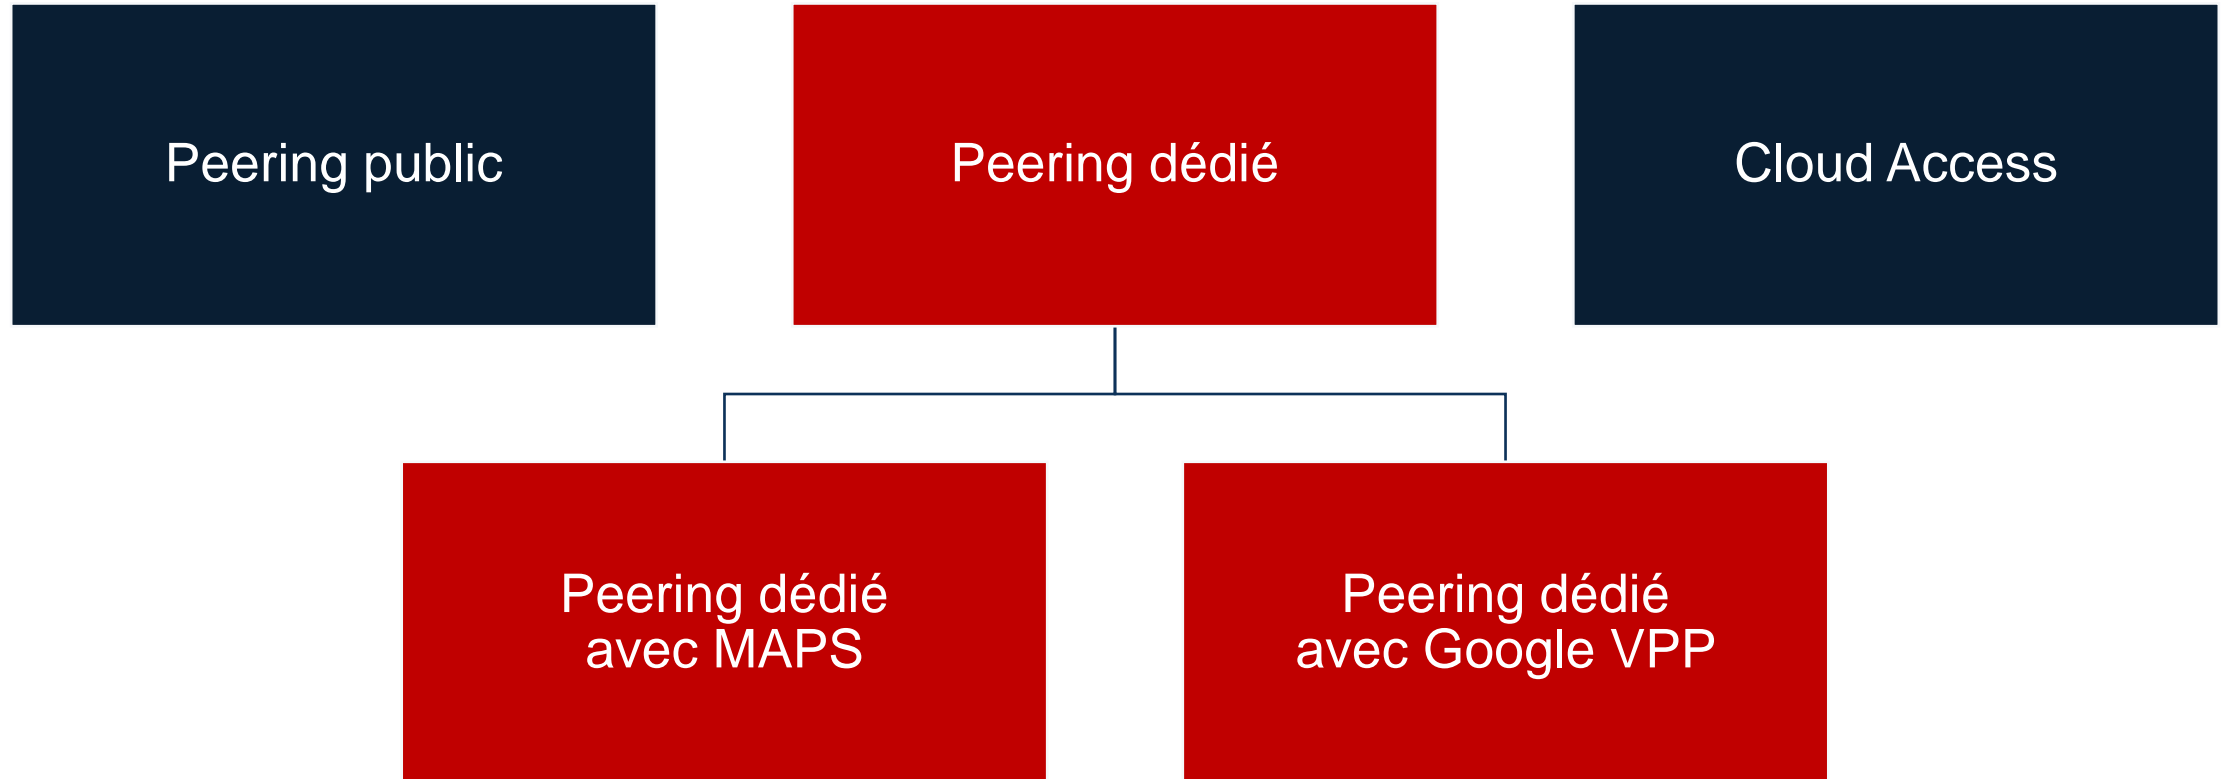 Peering public
Peering dédié
Cloud Access
Peering dédié
avec MAPS
Peering dédié
avec Google VPP